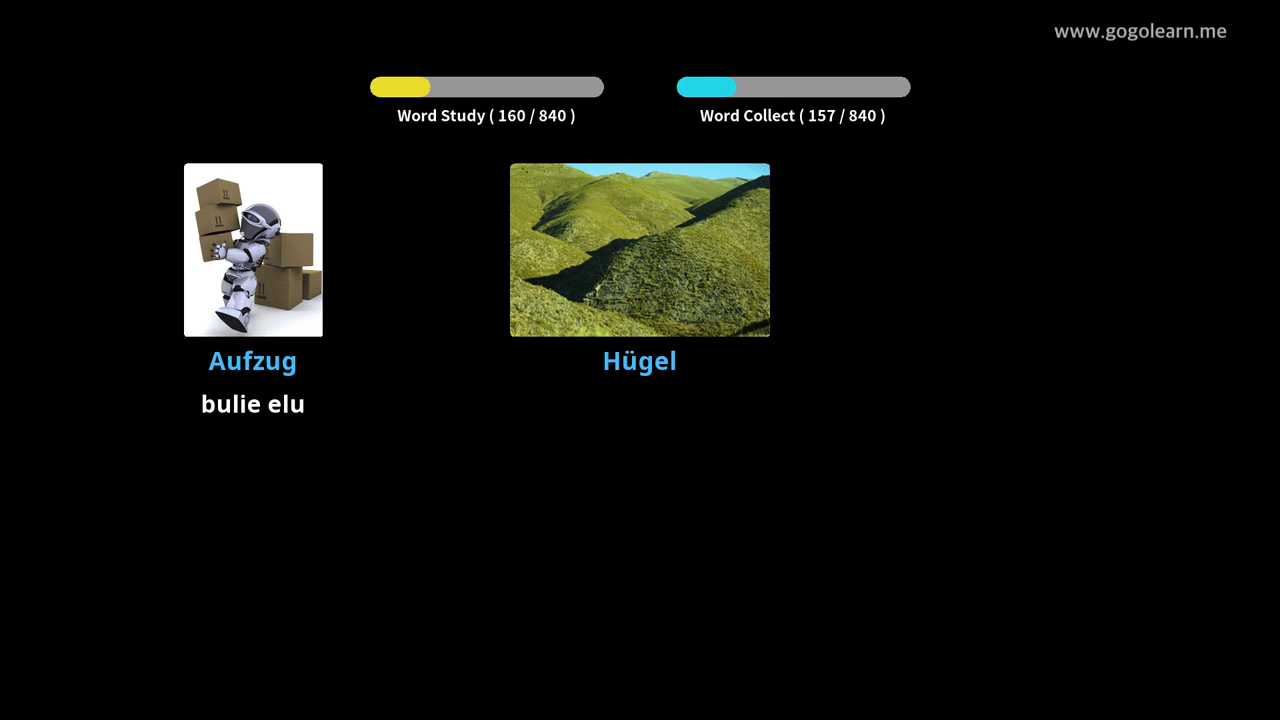 www.gogolearn.me
Word Study ( 160 / 840 )
Word Collect ( 157 / 840 )
Aufzug
Hügel
bulie elu